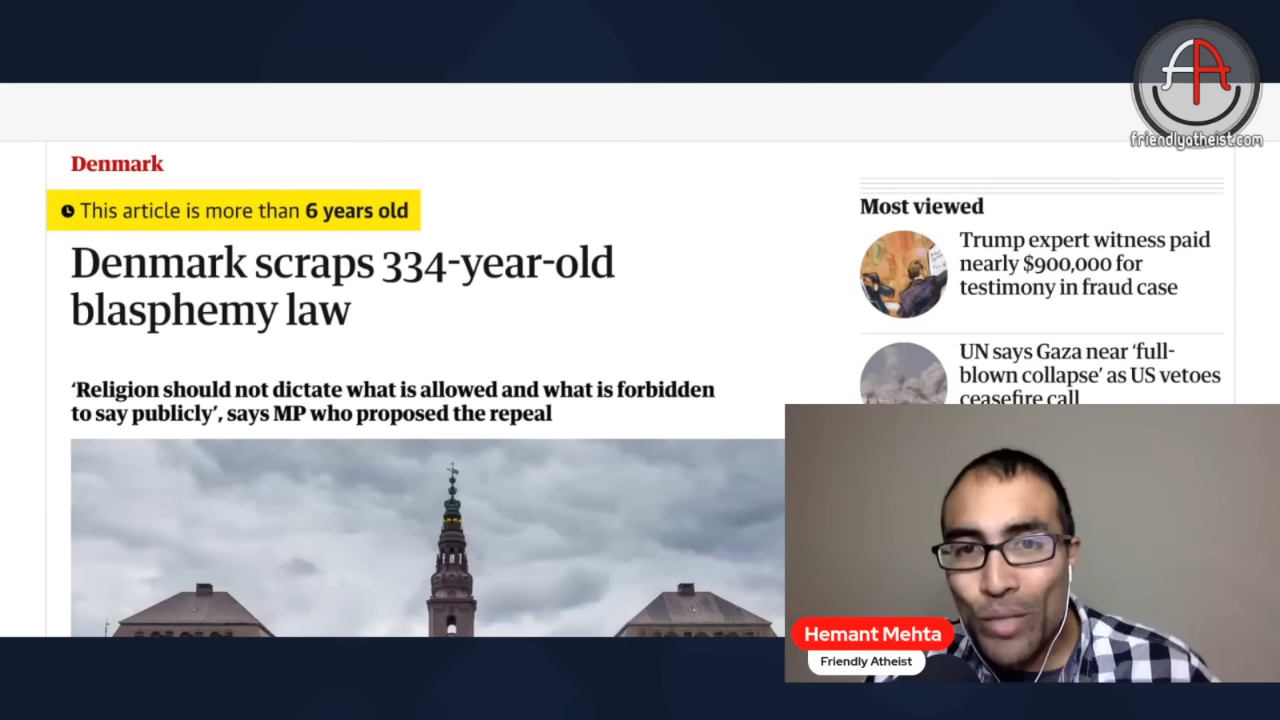 Denmark
This article is more than 6 years old
Denmark scraps 334-year-old
blasphemy law
‘Religion should not dictate what is allowed and what is forbidden
to say publicly’, says MP who proposed the repeal
Most viewed
Trump expert witness paid
nearly $900,000 for
testimony in fraud case
UN says Gaza near ‘full-
blown collapse’ as US vetoes
ceasefire call
friendlyatheist.com
Hemant Mehta
Friendly Atheist